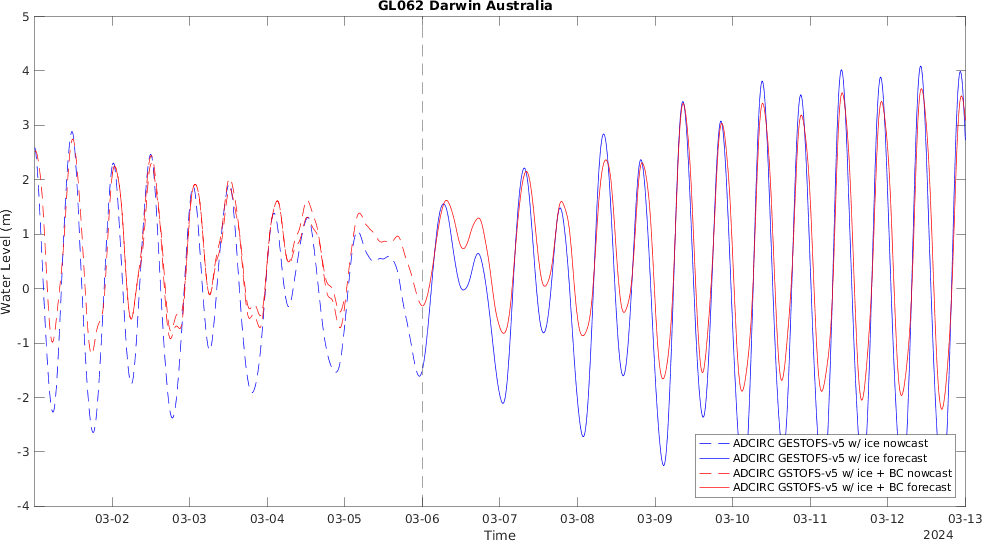 GL062 Darwin Australia
5
4
3
2
1
0
-1
-2
-3
-4
Water Level (m)
ADCIRC GESTOFS-v5 w/ ice nowcast
ADCIRC GESTOFS-v5 w/ ice forecast
ADCIRC GSTOFS-v5 w/ ice + BC nowcast
ADCIRC GSTOFS-v5 w/ ice + BC forecast
03-02 03-03 03-04 03-05 03-06 03-07 03-08 03-09 03-10 03-11 03-12 03-13
Time
2024